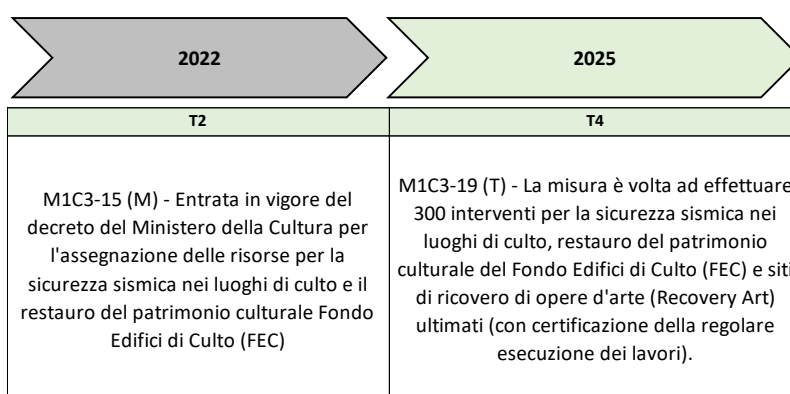 2022
2025
T2
T4
M1C3-15 (M) - Entrata in vigore del
decreto del Ministero della Cultura per
l'assegnazione delle risorse per la
sicurezza sismica nei luoghi di culto e il
restauro del patrimonio culturale Fondo
Edifici di Culto (FEC)
M1C3-19 (T) - La misura è volta ad effettuare
300 interventi per la sicurezza sismica nei
luoghi di culto, restauro del patrimonio
culturale del Fondo Edifici di Culto (FEC) e siti
di ricovero di opere d'arte (Recovery Art)
ultimati (con certificazione della regolare
esecuzione dei lavori).